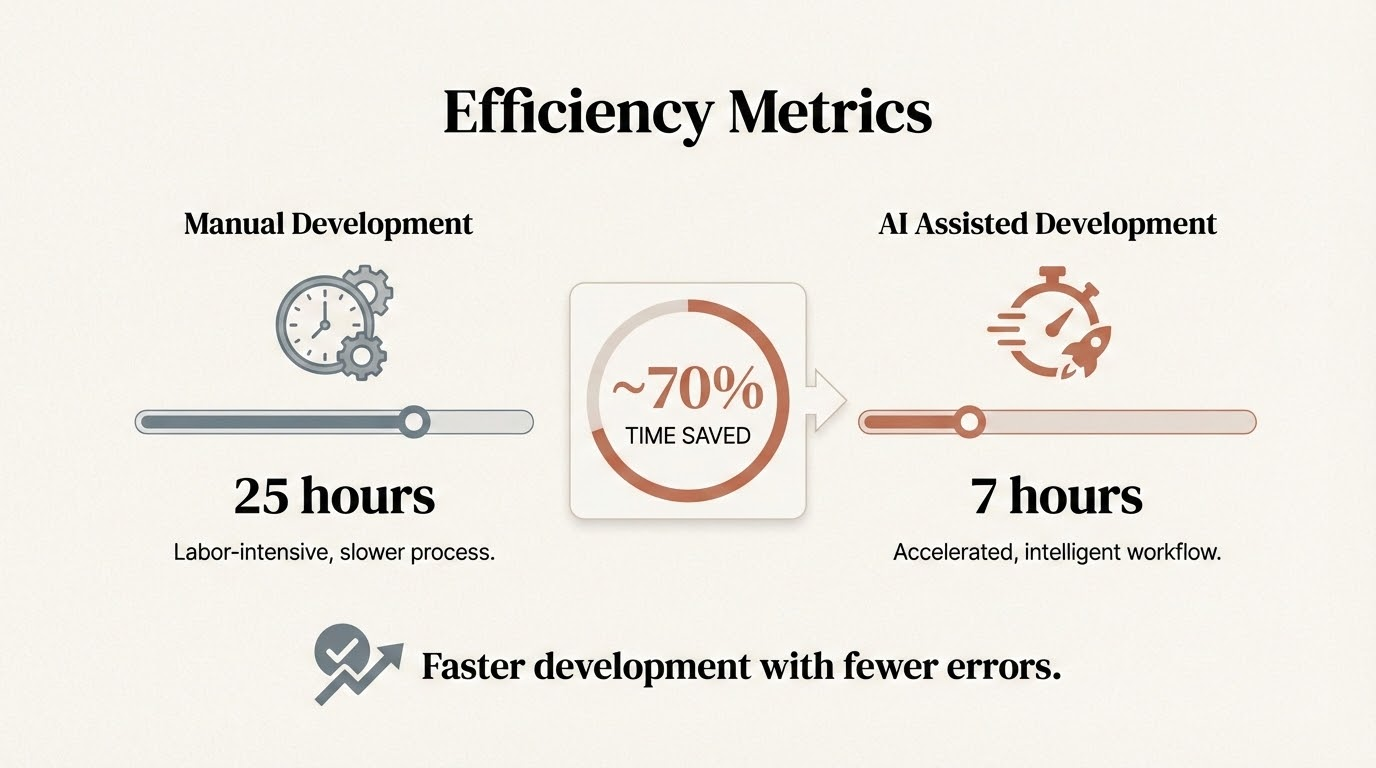 Efficiency Metrics
Manual Development
25 hours
Labor-intensive, slower process.
~70%
TIME SAVED
AI Assisted Development
7 hours
Accelerated, intelligent workflow.
Faster development with fewer errors.